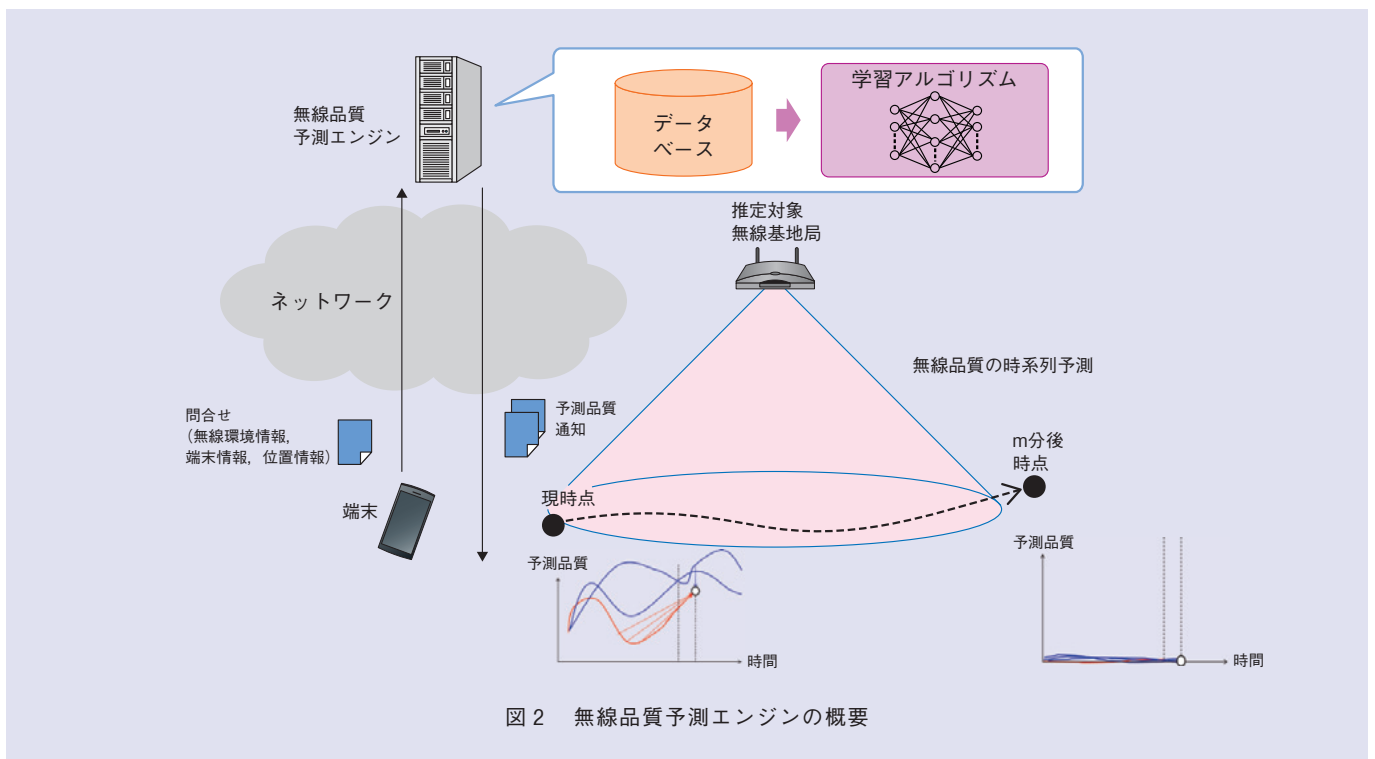 無線品質
予測エンジン
データ
ベース
学習アルゴリズム
推定対象
無線基地局
ネットワーク
無線品質の時系列予測
問合せ
（無線環境情報，
端末情報，位置情報）
予測品質
通知
端末
現時点
m分後
時点
予測品質
時間
予測品質
時間
図 2　無線品質予測エンジンの概要